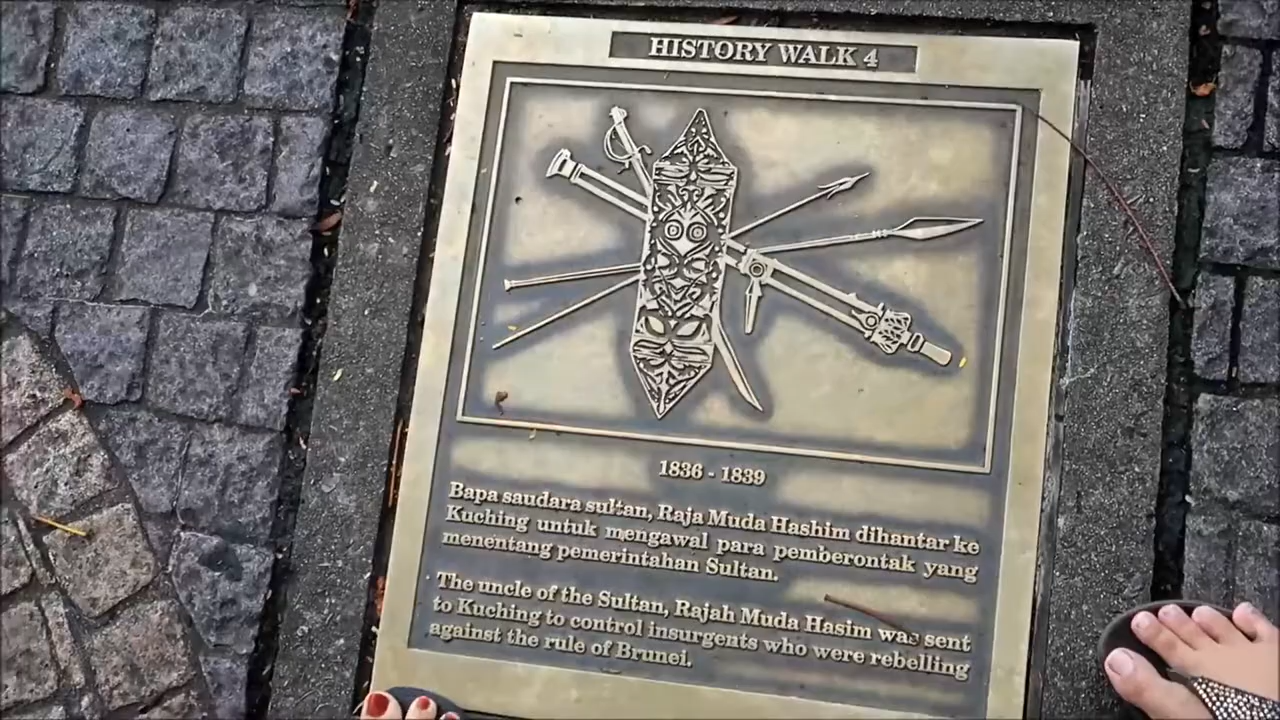 HISTORY WALK 4
1836 - 1839
Bapa saudara sultan, Raja Muda Hashim dihantar ke
Kuching untuk mengawal para pemberontak yang
menentang pemerintahan Sultan.
The uncle of the Sultan, Rajah Muda Hasim was sent
to Kuching to control insurgents who were rebelling
against the rule of Brunei.